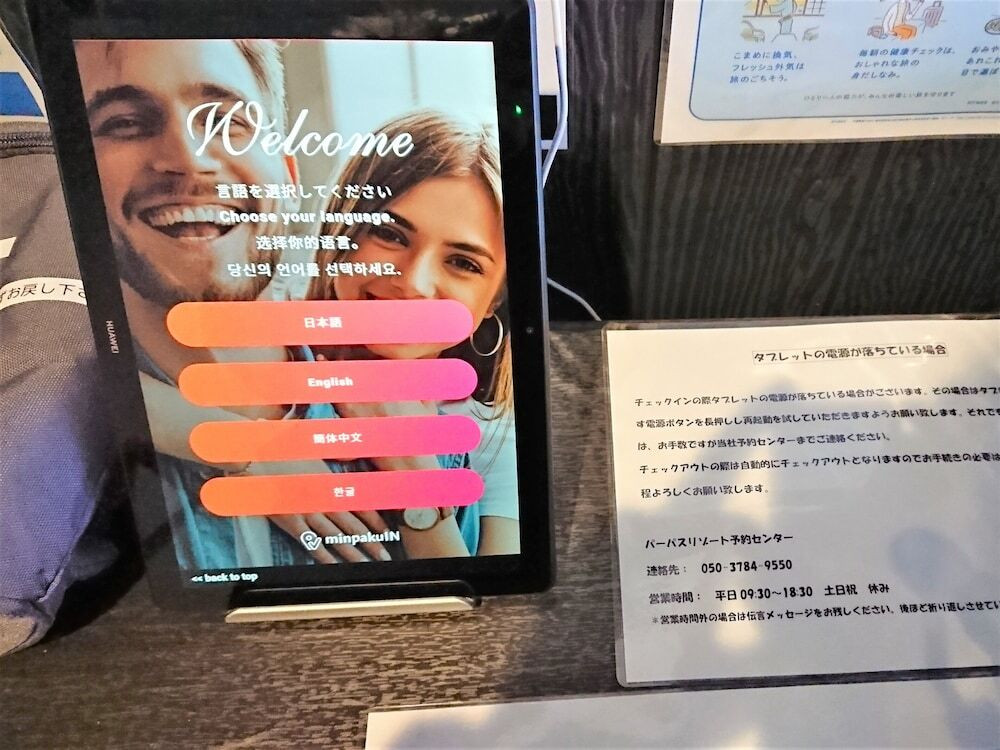 Welcome
言語を選択してください
Choose your language.
选择你的语言。
당신의 언어를 선택하세요.
日本語
English
簡体中文
한글
minpakuIN
<< back to top
HUAWEI
お戻し下さ
こまめに換気、
フレッシュ外気は
旅のごちそう。
毎朝の健康チェックは、
おしゃれな旅の
身だしなみ。
おみや
あれこれ
目で選ば
タブレットの電源が落ちている場合
チェックインの際タブレットの電源が落ちている場合がございます。その場合はタブ
す電源ボタンを長押しし再起動を試していただきますようお願い致します。それでも
は、お手数ですが当社予約センターまでご連絡ください。
チェックアウトの際は自動的にチェックアウトとなりますのでお手続きの必要は
程よろしくお願い致します。
パーパスリゾート予約センター
連絡先： 050-3784-9550
営業時間： 平日 09:30～18:30 土日祝 休み
＊営業時間外の場合は伝言メッセージをお残しください。後ほど折り返しさせてい